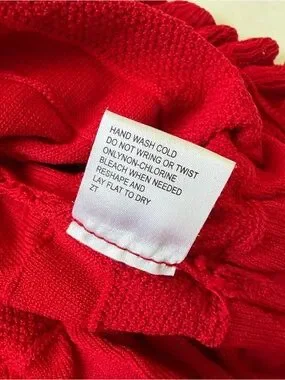 HAND WASH COLD
DO NOT WRING OR TWIST
ONLYNON-CHLORINE
BLEACH WHEN NEEDED
RESHAPE AND
LAY FLAT TO DRY
ZT